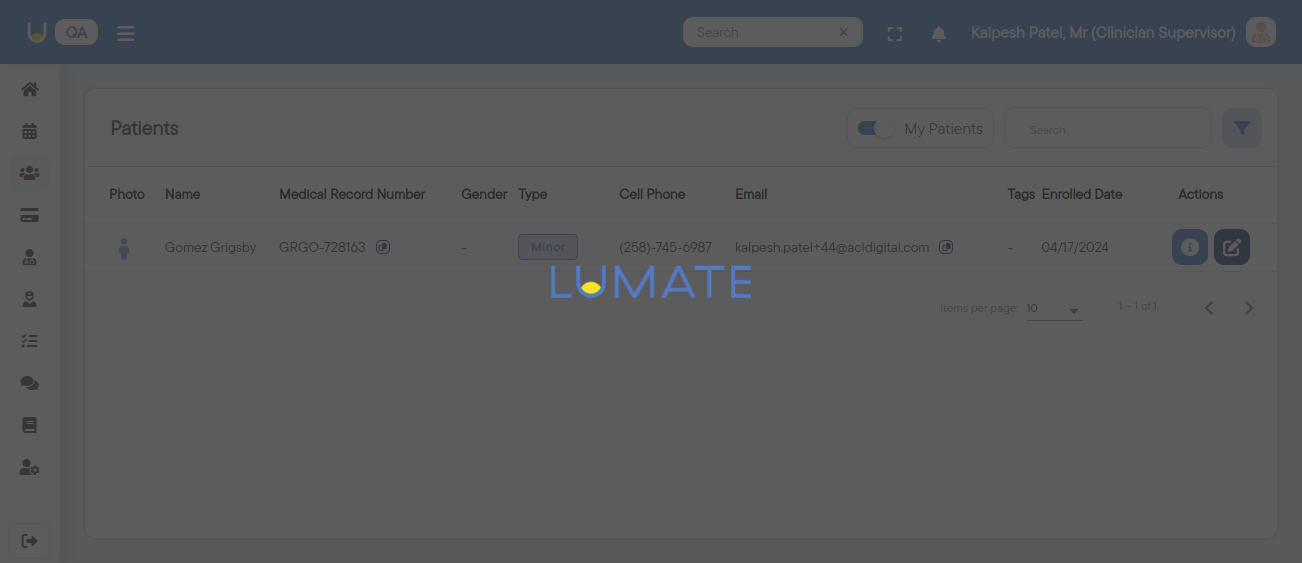 QA
Search
Kalpesh Patel, Mr (Clinician Supervisor)
Patients
My Patients
Search
Photo Name Medical Record Number Gender Type Cell Phone Email Tags Enrolled Date Actions
Gomez Grigsby GRGO-728163 - Minor (258)-745-6987 kalpesh.patel+44@acldigital.com - 04/17/2024
LUMATE
Items per page: 10 1 – 1 of 1